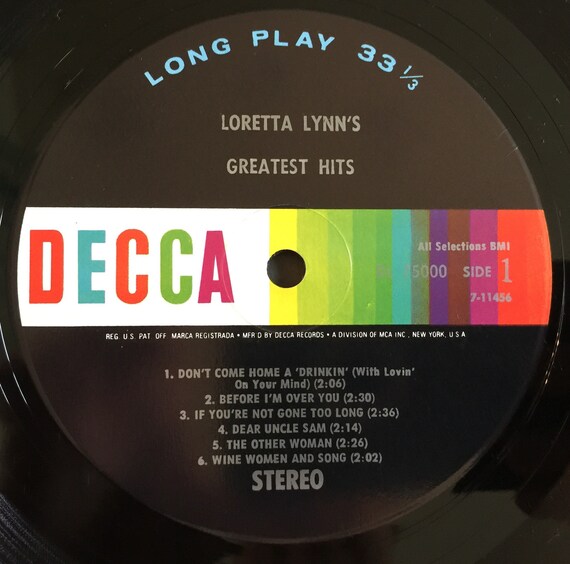 LONG PLAY 33 1/3
LORETTA LYNN'S
GREATEST HITS
DECCA
All Selections BMI
5000 SIDE 1
7-11456
REG. U.S. PAT. OFF. MARCA REGISTRADA • MFR'D BY DECCA RECORDS • A DIVISION OF MCA INC., NEW YORK, U.S.A
1. DON'T COME HOME A 'DRINKIN' (With Lovin'
On Your Mind) (2:06)
2. BEFORE I'M OVER YOU (2:30)
3. IF YOU'RE NOT GONE TOO LONG (2:36)
4. DEAR UNCLE SAM (2:14)
5. THE OTHER WOMAN (2:26)
6. WINE WOMEN AND SONG (2:02)
STEREO